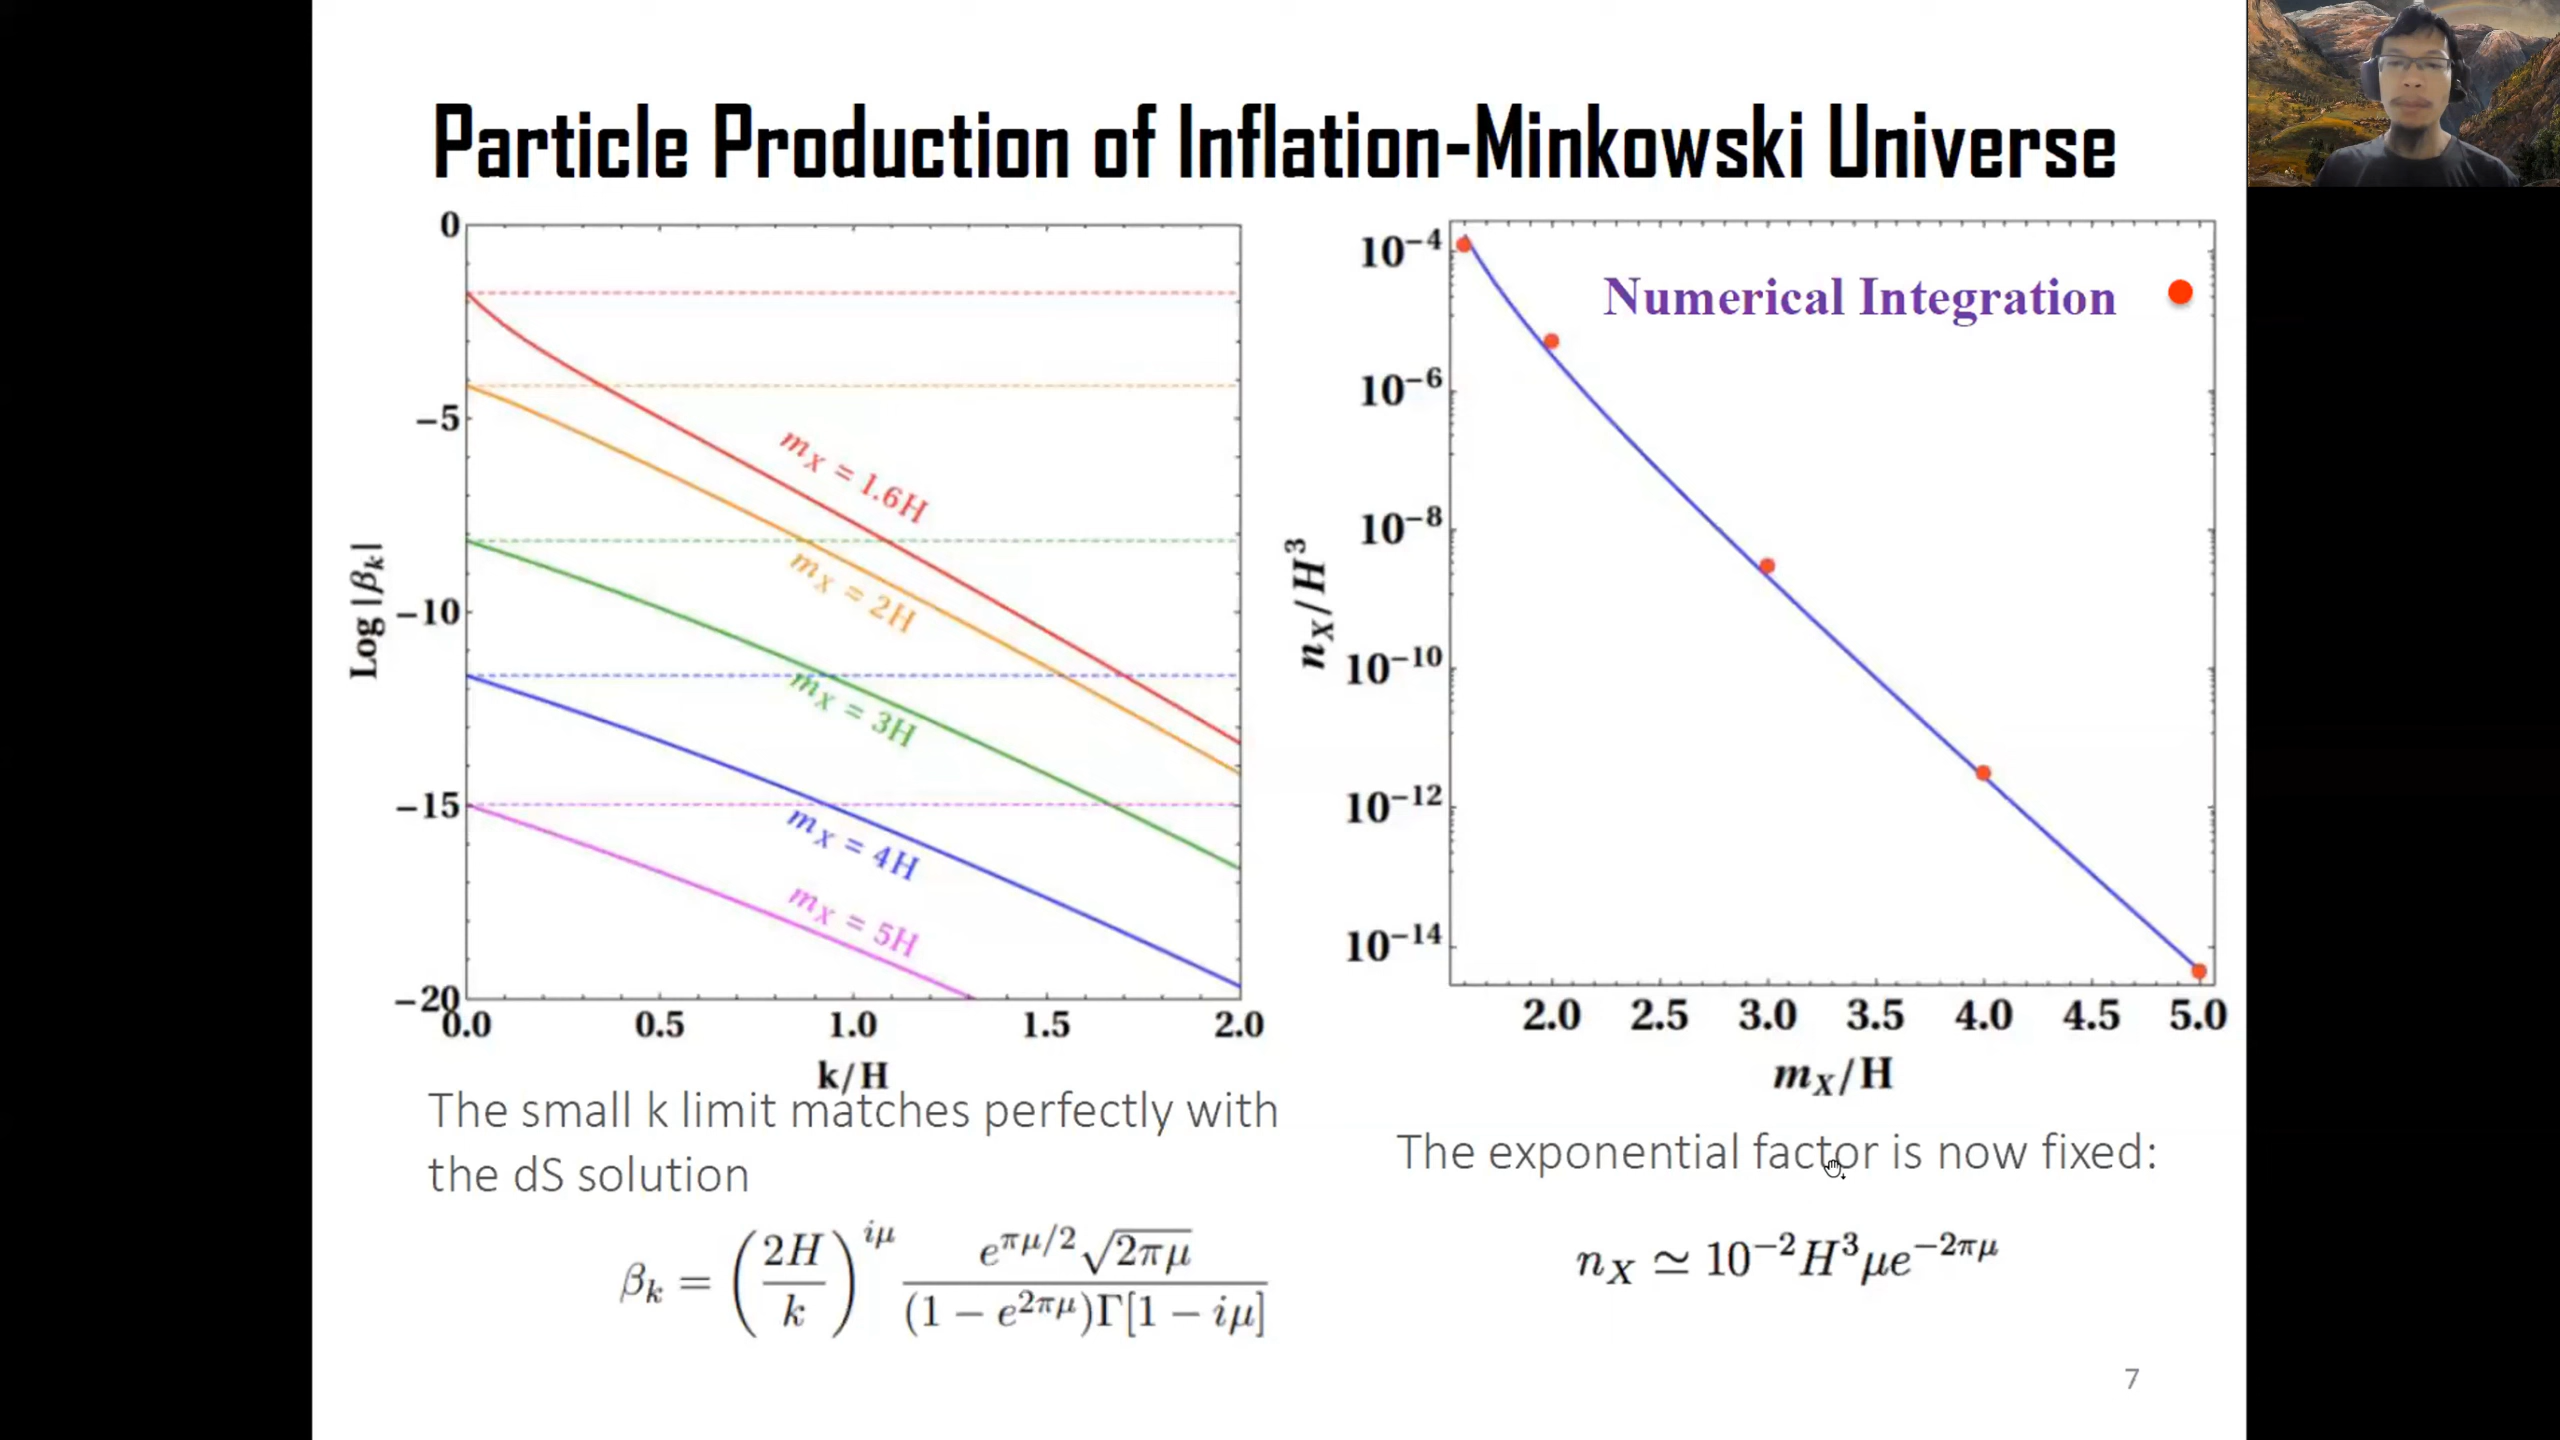 Particle Production of Inflation-Minkowski Universe
0
−5
−10
−15
−20
Log |β_k|
m_X = 1.6H
m_X = 2H
m_X = 3H
m_X = 4H
m_X = 5H
0.0 0.5 1.0 1.5 2.0
k/H
The small k limit matches perfectly with
the dS solution
β_k = (2H/k)^{iμ} e^{πμ/2}√(2πμ) / ((1 − e^{2πμ})Γ[1 − iμ])
Numerical Integration
10^{−4}
10^{−6}
10^{−8}
10^{−10}
10^{−12}
10^{−14}
n_X/H^3
2.0 2.5 3.0 3.5 4.0 4.5 5.0
m_X/H
The exponential factor is now fixed:
n_X ≃ 10^{−2}H^3μe^{−2πμ}
7